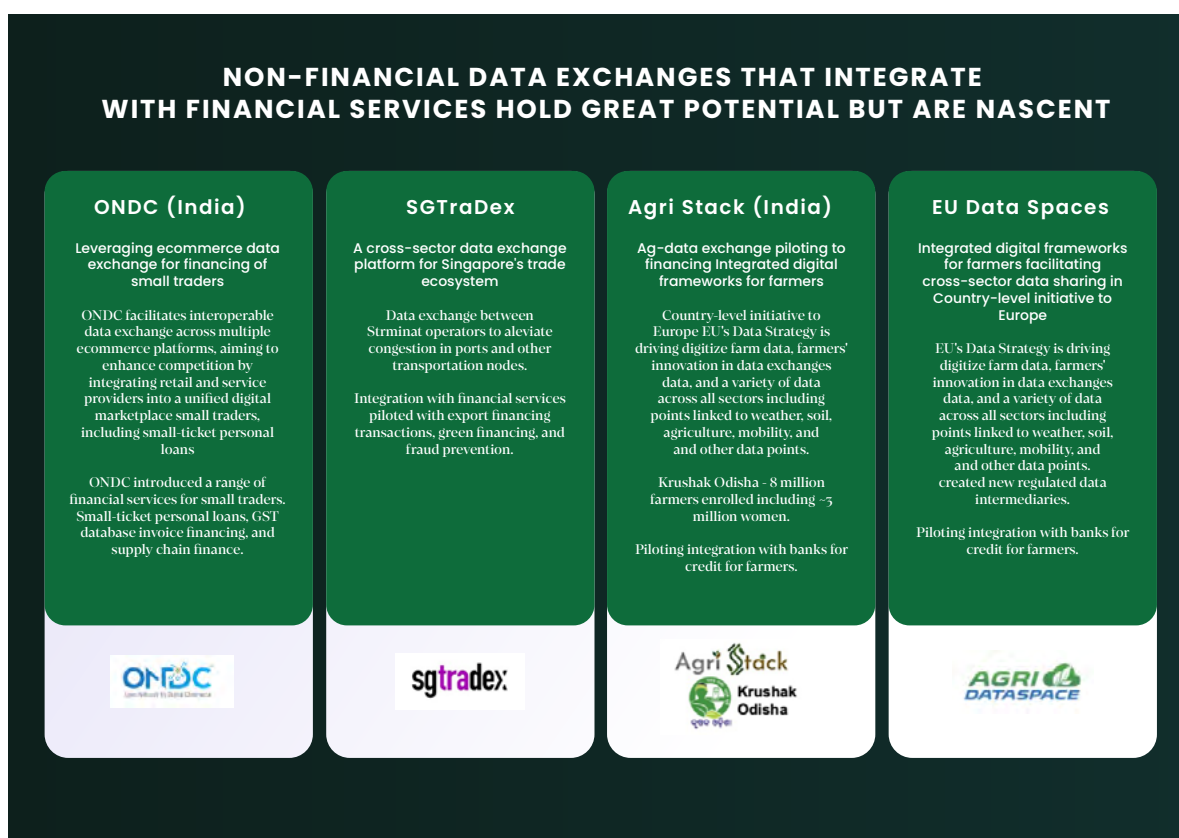 NON-FINANCIAL DATA EXCHANGES THAT INTEGRATE
WITH FINANCIAL SERVICES HOLD GREAT POTENTIAL BUT ARE NASCENT
ONDC (India)
Leveraging ecommerce data
exchange for financing of
small traders
ONDC facilitates interoperable
data exchange across multiple
ecommerce platforms, aiming to
enhance competition by
integrating retail and service
providers into a unified digital
marketplace small traders,
including small-ticket personal
loans
ONDC introduced a range of
financial services for small traders.
Small-ticket personal loans, GST
database invoice financing, and
supply chain finance.
ONDC
SGTraDex
A cross-sector data exchange
platform for Singapore's trade
ecosystem
Data exchange between
Strminat operators to aleviate
congestion in ports and other
transportation nodes.
Integration with financial services
piloted with export financing
transactions, green financing, and
fraud prevention.
sgtradex
Agri Stack (India)
Ag-data exchange piloting to
financing Integrated digital
frameworks for farmers
Country-level initiative to
Europe EU's Data Strategy is
driving digitize farm data, farmers'
innovation in data exchanges
data, and a variety of data
across all sectors including
points linked to weather, soil,
agriculture, mobility, and
and other data points.
Krushak Odisha - 8 million
farmers enrolled including ~3
million women.
Piloting integration with banks for
credit for farmers.
Agri Stack
Krushak
Odisha
EU Data Spaces
Integrated digital frameworks
for farmers facilitating
cross-sector data sharing in
Country-level initiative to
Europe
EU's Data Strategy is driving
digitize farm data, farmers'
innovation in data exchanges
data, and a variety of data
across all sectors including
points linked to weather, soil,
agriculture, mobility, and
and other data points.
created new regulated data
intermediaries.
Piloting integration with banks for
credit for farmers.
AGRI
DATASPACE